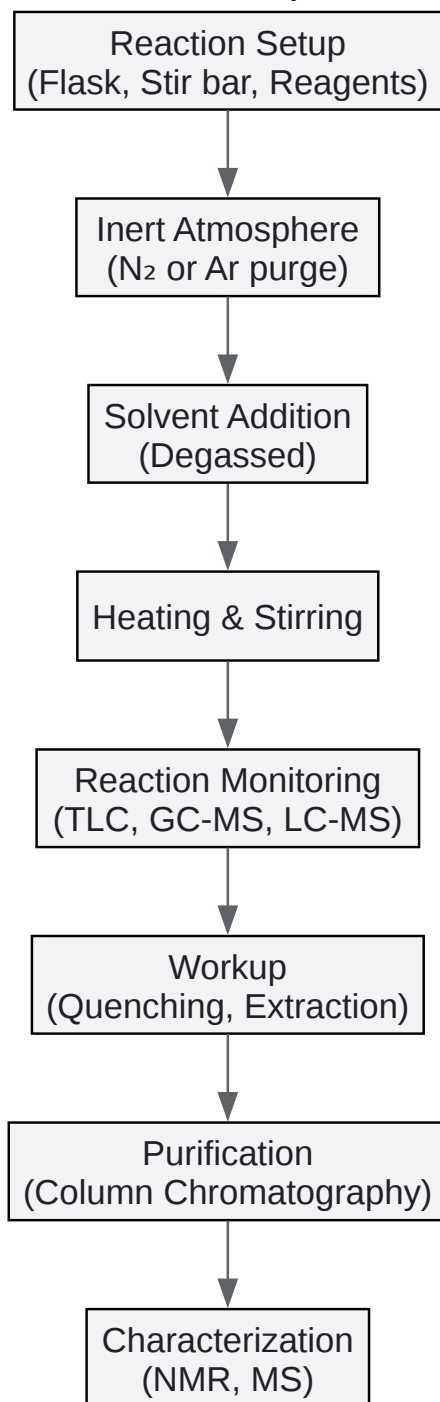 Reaction Setup
(Flask, Stir bar, Reagents)
Inert Atmosphere
(N₂ or Ar purge)
Solvent Addition
(Degassed)
Heating & Stirring
Reaction Monitoring
(TLC, GC-MS, LC-MS)
Workup
(Quenching, Extraction)
Purification
(Column Chromatography)
Characterization
(NMR, MS)